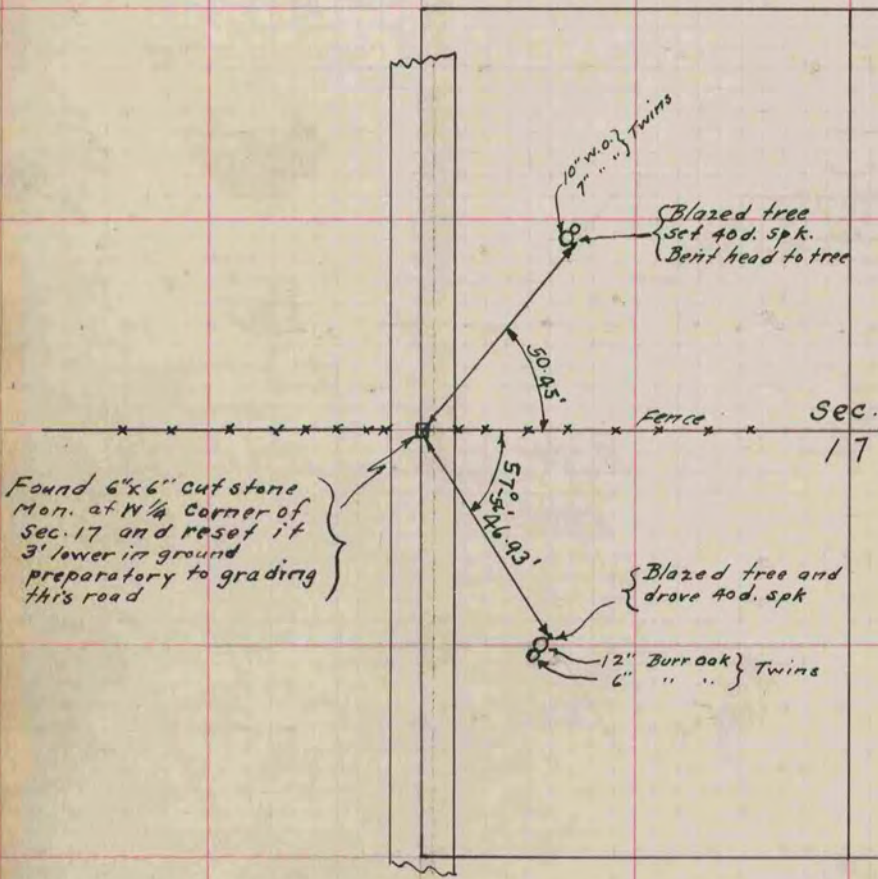 10" W.O. } Twins
7" " "
{ Blazed tree
set 40d. spk.
Bent head to tree
50.45'
Fence
Sec.
17
57°
46.93'
Found 6"x6" cut stone
Mon. at W¼ Corner of
Sec. 17 and reset it
3' lower in ground
preparatory to grading
this road
{ Blazed tree and
drove 40d. spk
12" Burr oak } Twins
6" " "